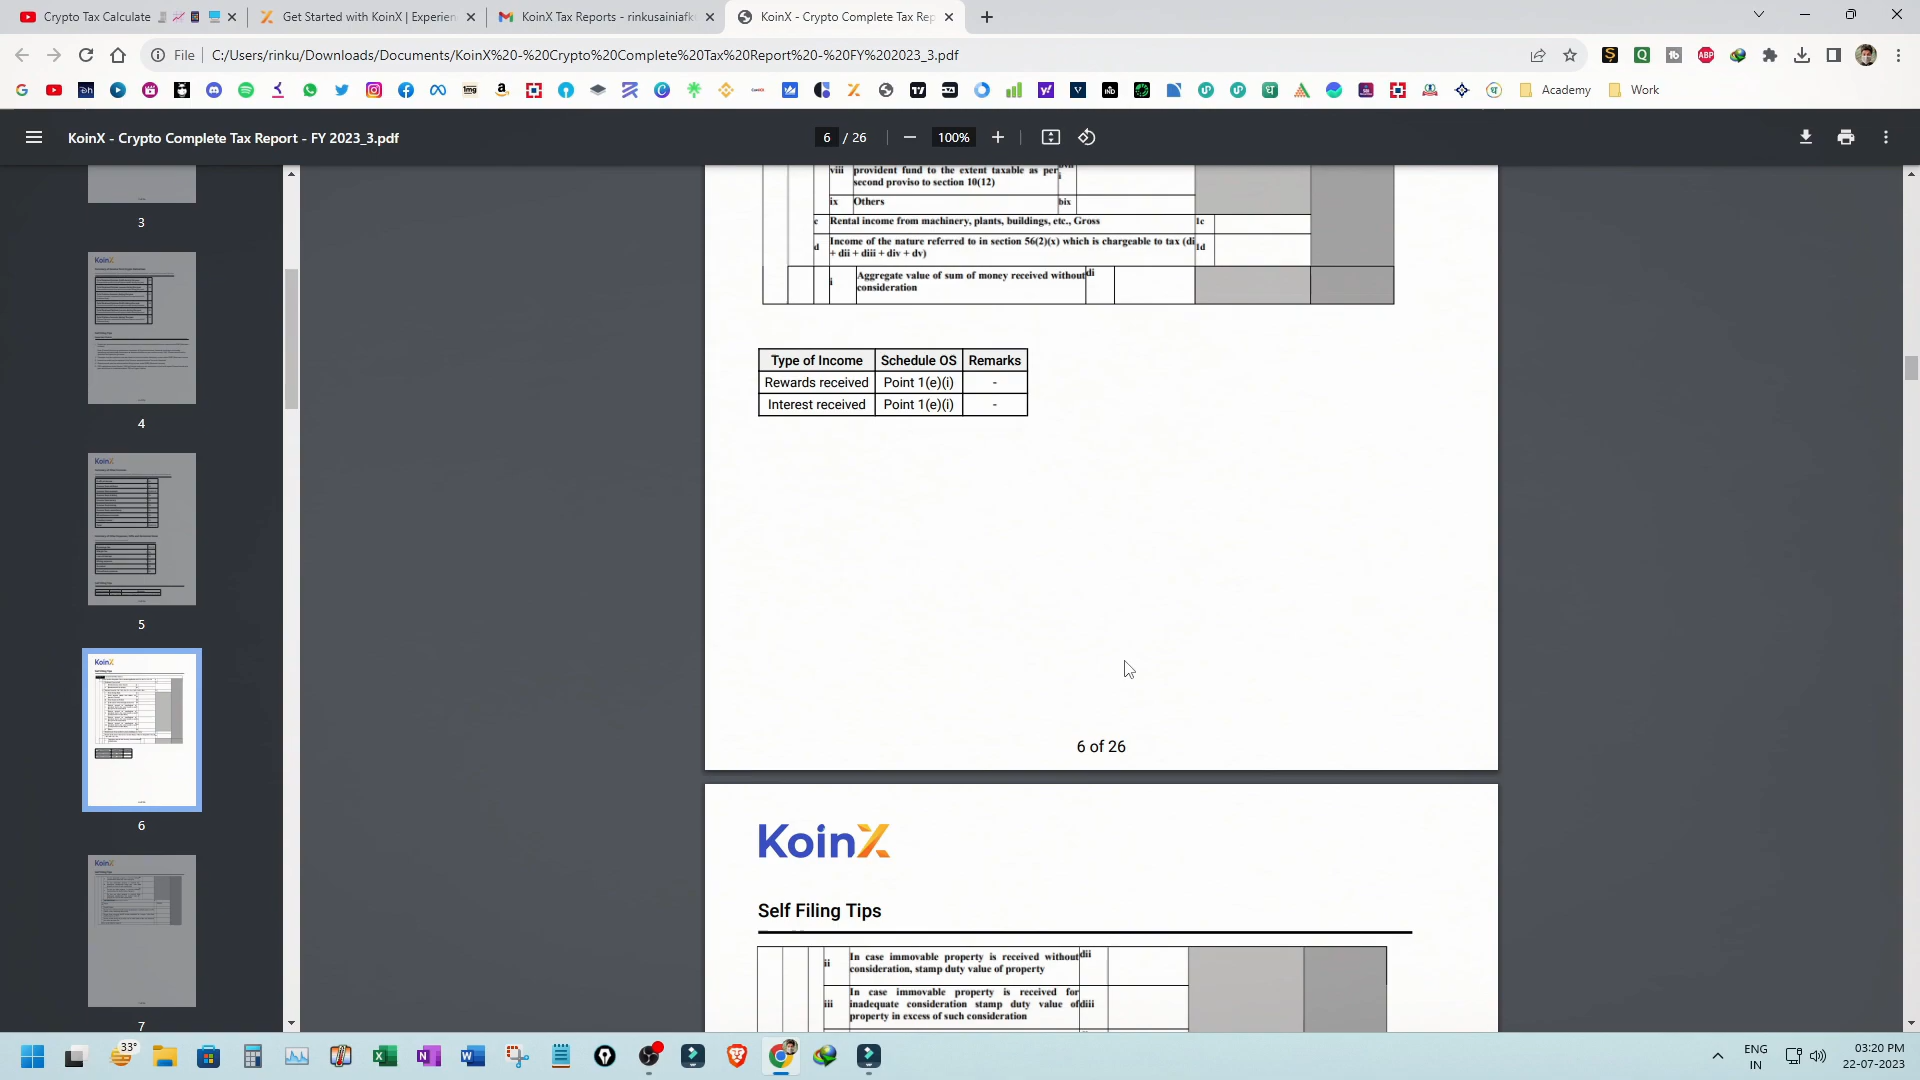 Crypto Tax Calculate
Get Started with KoinX | Experien
KoinX Tax Reports - rinkusainiafk
KoinX - Crypto Complete Tax Rep
File
C:/Users/rinku/Downloads/Documents/KoinX%20-%20Crypto%20Complete%20Tax%20Report%20-%20FY%202023_3.pdf
Academy
Work
KoinX - Crypto Complete Tax Report - FY 2023_3.pdf
6 / 26
100%
3
4
5
6
7
viii provident fund to the extent taxable as per
second proviso to section 10(12)
ix Others bix
c Rental income from machinery, plants, buildings, etc., Gross 1c
d Income of the nature referred to in section 56(2)(x) which is chargeable to tax (di 1d
+ dii + diii + div + dv)
i Aggregate value of sum of money received without di
consideration
Type of Income Schedule OS Remarks
Rewards received Point 1(e)(i) -
Interest received Point 1(e)(i) -
6 of 26
KoinX
Self Filing Tips
ii In case immovable property is received without dii
consideration, stamp duty value of property
iii In case immovable property is received for
inadequate consideration stamp duty value of diii
property in excess of such consideration
33°
ENG
IN
03:20 PM
22-07-2023